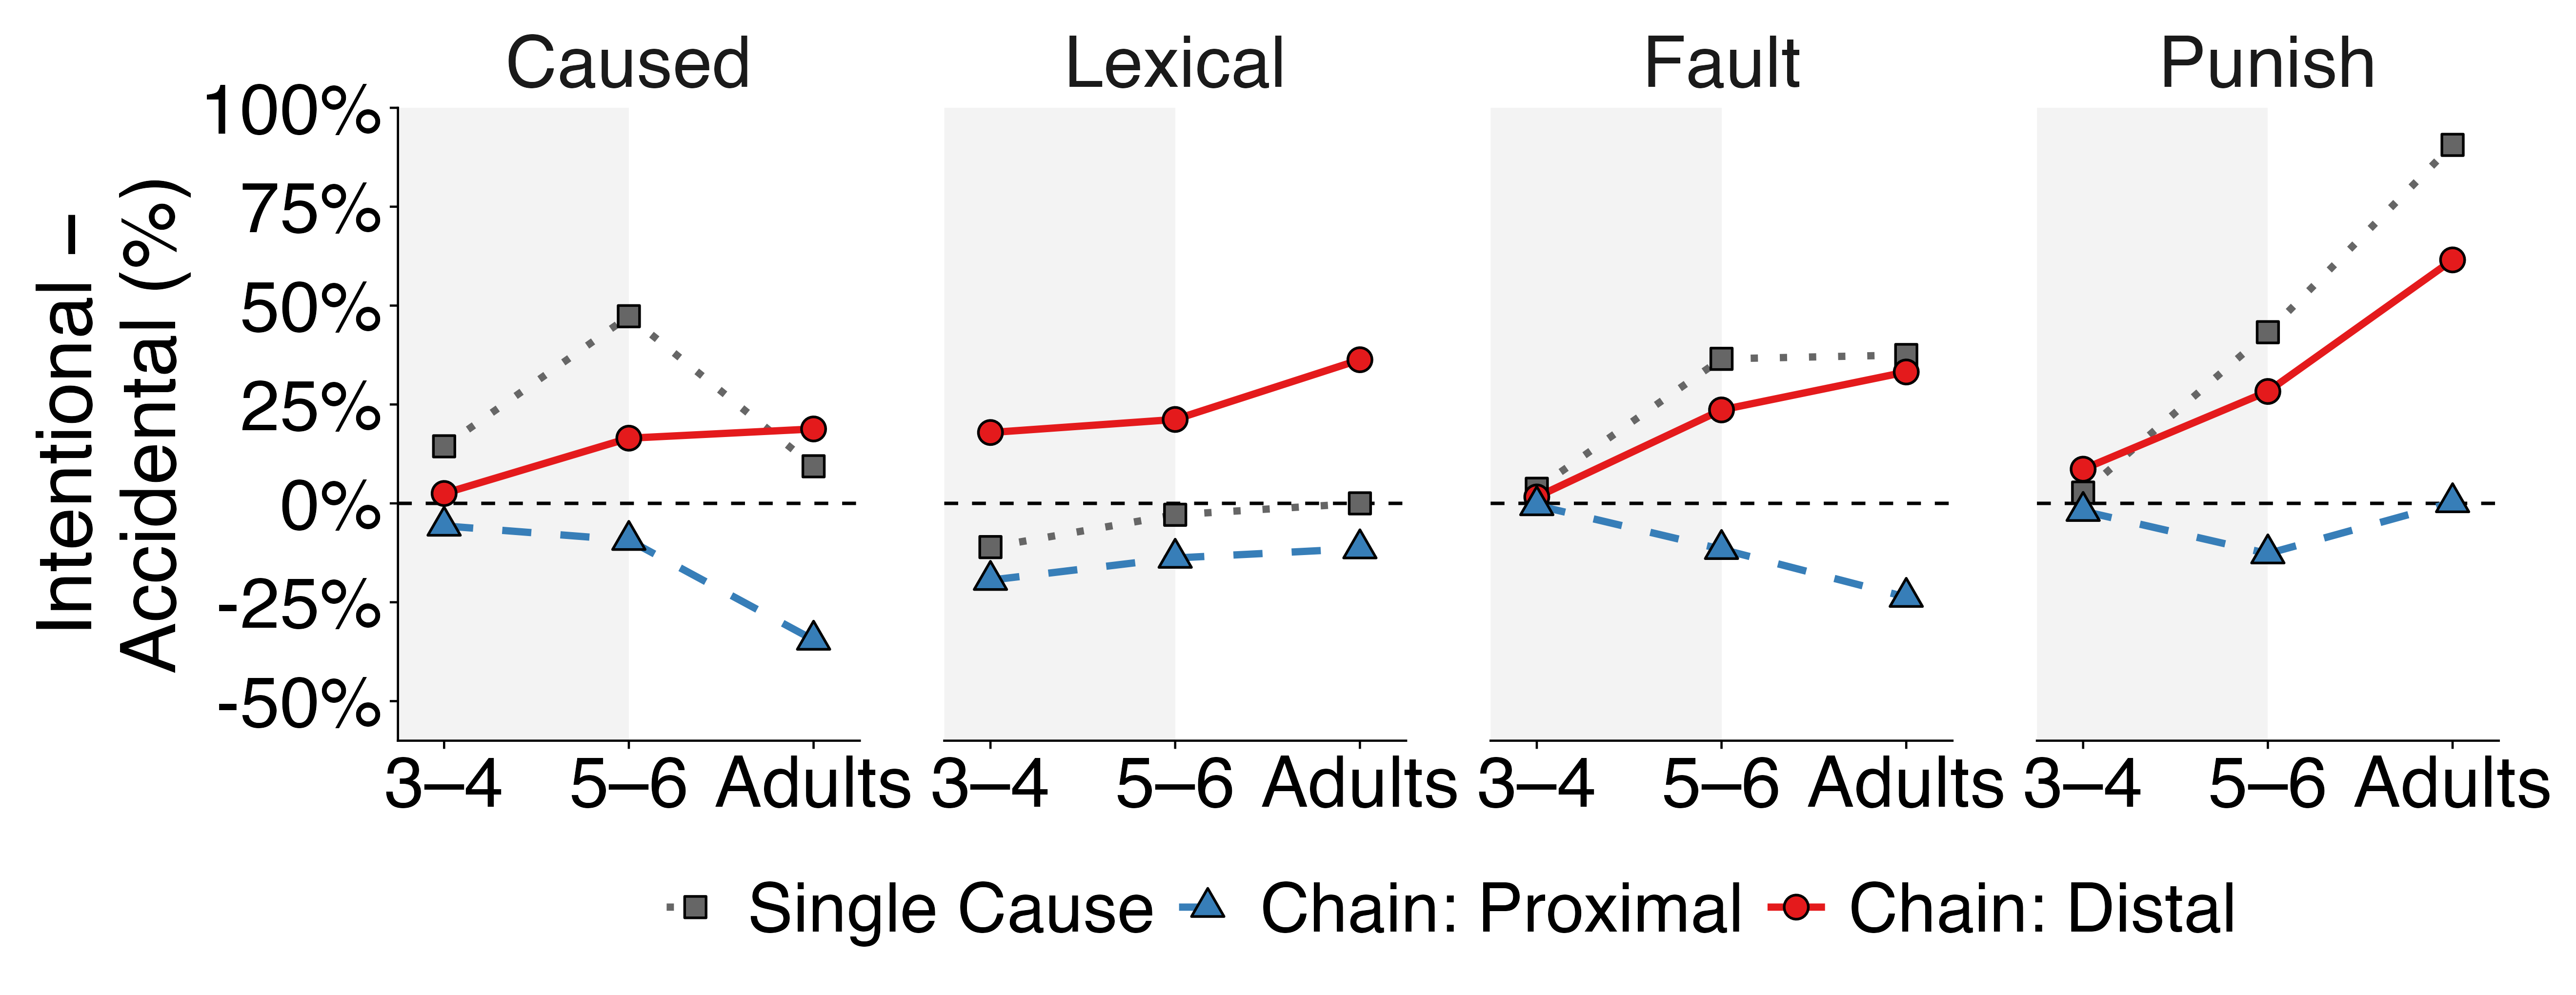 Caused Lexical Fault Punish
Intentional –
Accidental (%)
100%
75%
50%
25%
0%
-25%
-50%
3–4 5–6 Adults 3–4 5–6 Adults 3–4 5–6 Adults 3–4 5–6 Adults
Single Cause Chain: Proximal Chain: Distal